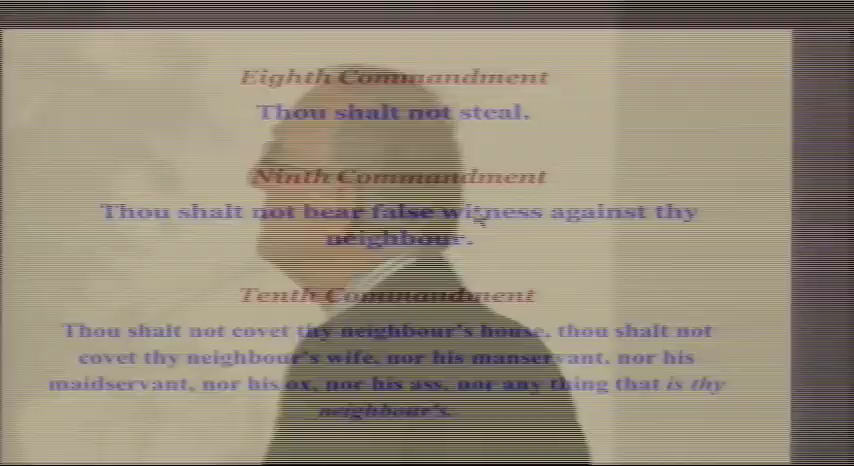 Eighth Commandment
Thou shalt not steal.
Ninth Commandment
Thou shalt not bear false witness against thy
neighbour.
Tenth Commandment
Thou shalt not covet thy neighbour's house, thou shalt not
covet thy neighbour's wife, nor his manservant, nor his
maidservant, nor his ox, nor his ass, nor any thing that is thy
neighbour's.